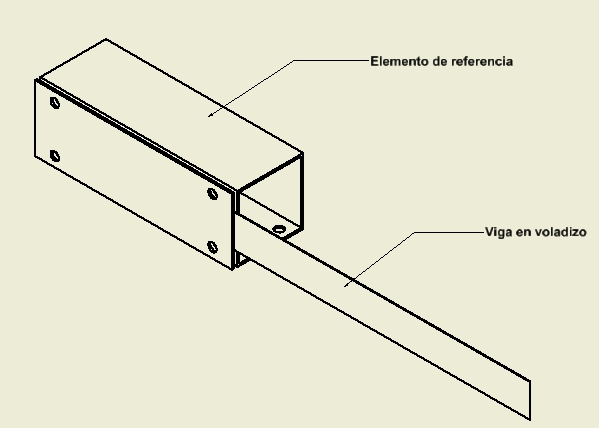 Elemento de referencia
Viga en voladizo